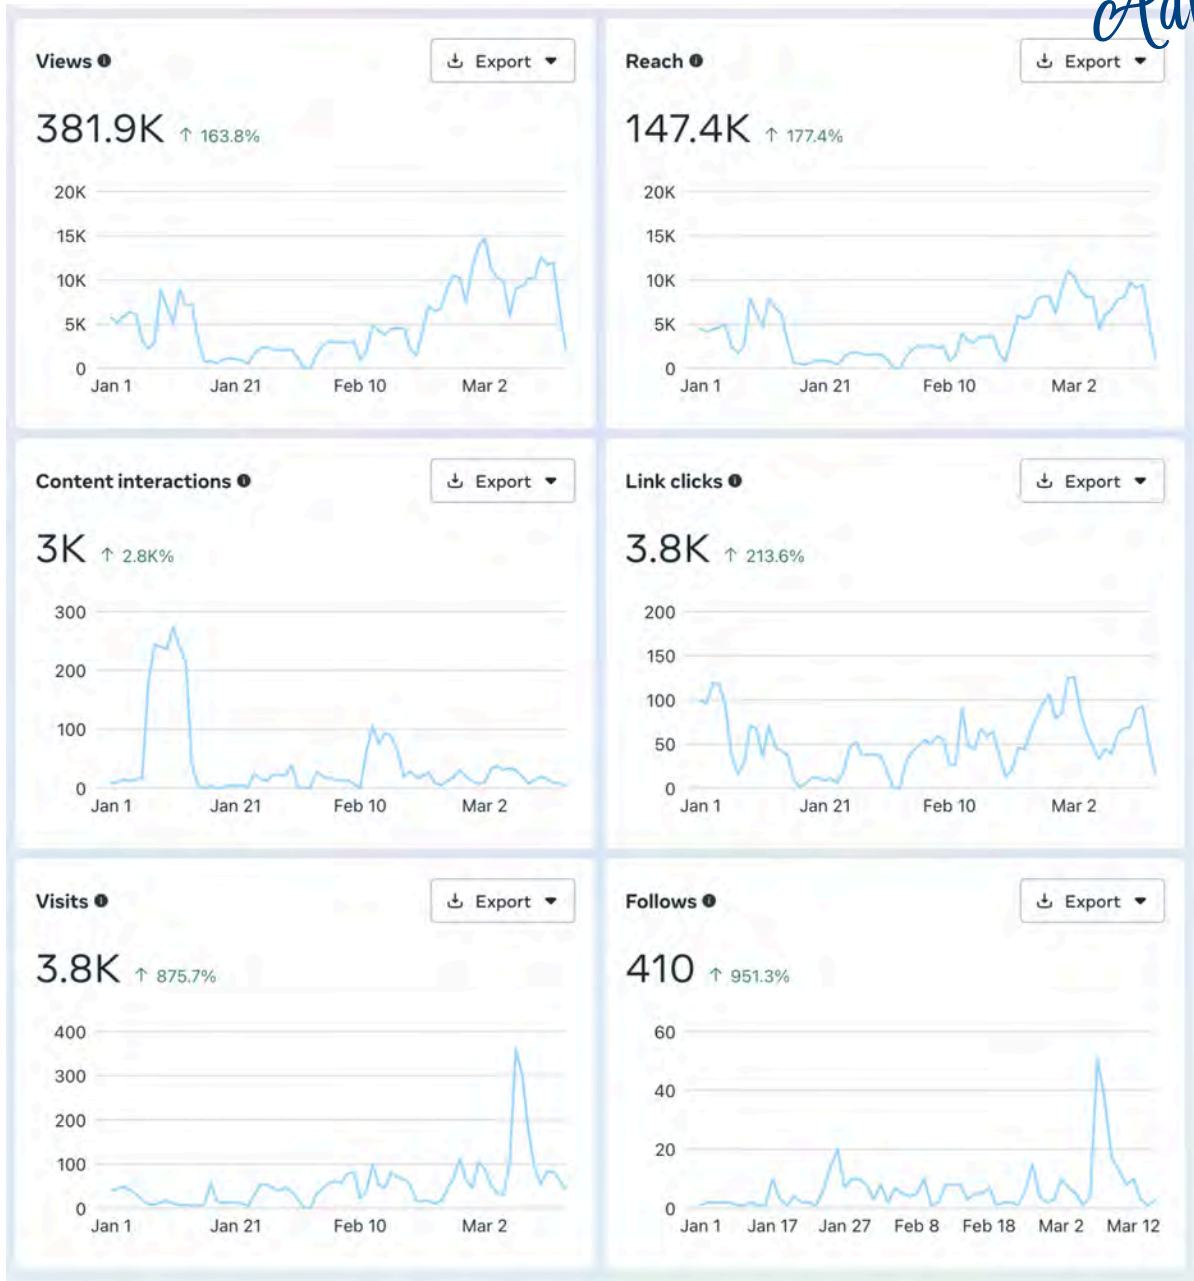 Views
Export
381.9K ↑ 163.8%
20K
15K
10K
5K
0
Jan 1 Jan 21 Feb 10 Mar 2
Reach
Export
147.4K ↑ 177.4%
20K
15K
10K
5K
0
Jan 1 Jan 21 Feb 10 Mar 2
Content interactions
Export
3K ↑ 2.8K%
300
200
100
0
Jan 1 Jan 21 Feb 10 Mar 2
Link clicks
Export
3.8K ↑ 213.6%
200
150
100
50
0
Jan 1 Jan 21 Feb 10 Mar 2
Visits
Export
3.8K ↑ 875.7%
400
300
200
100
0
Jan 1 Jan 21 Feb 10 Mar 2
Follows
Export
410 ↑ 951.3%
60
40
20
0
Jan 1 Jan 17 Jan 27 Feb 8 Feb 18 Mar 2 Mar 12